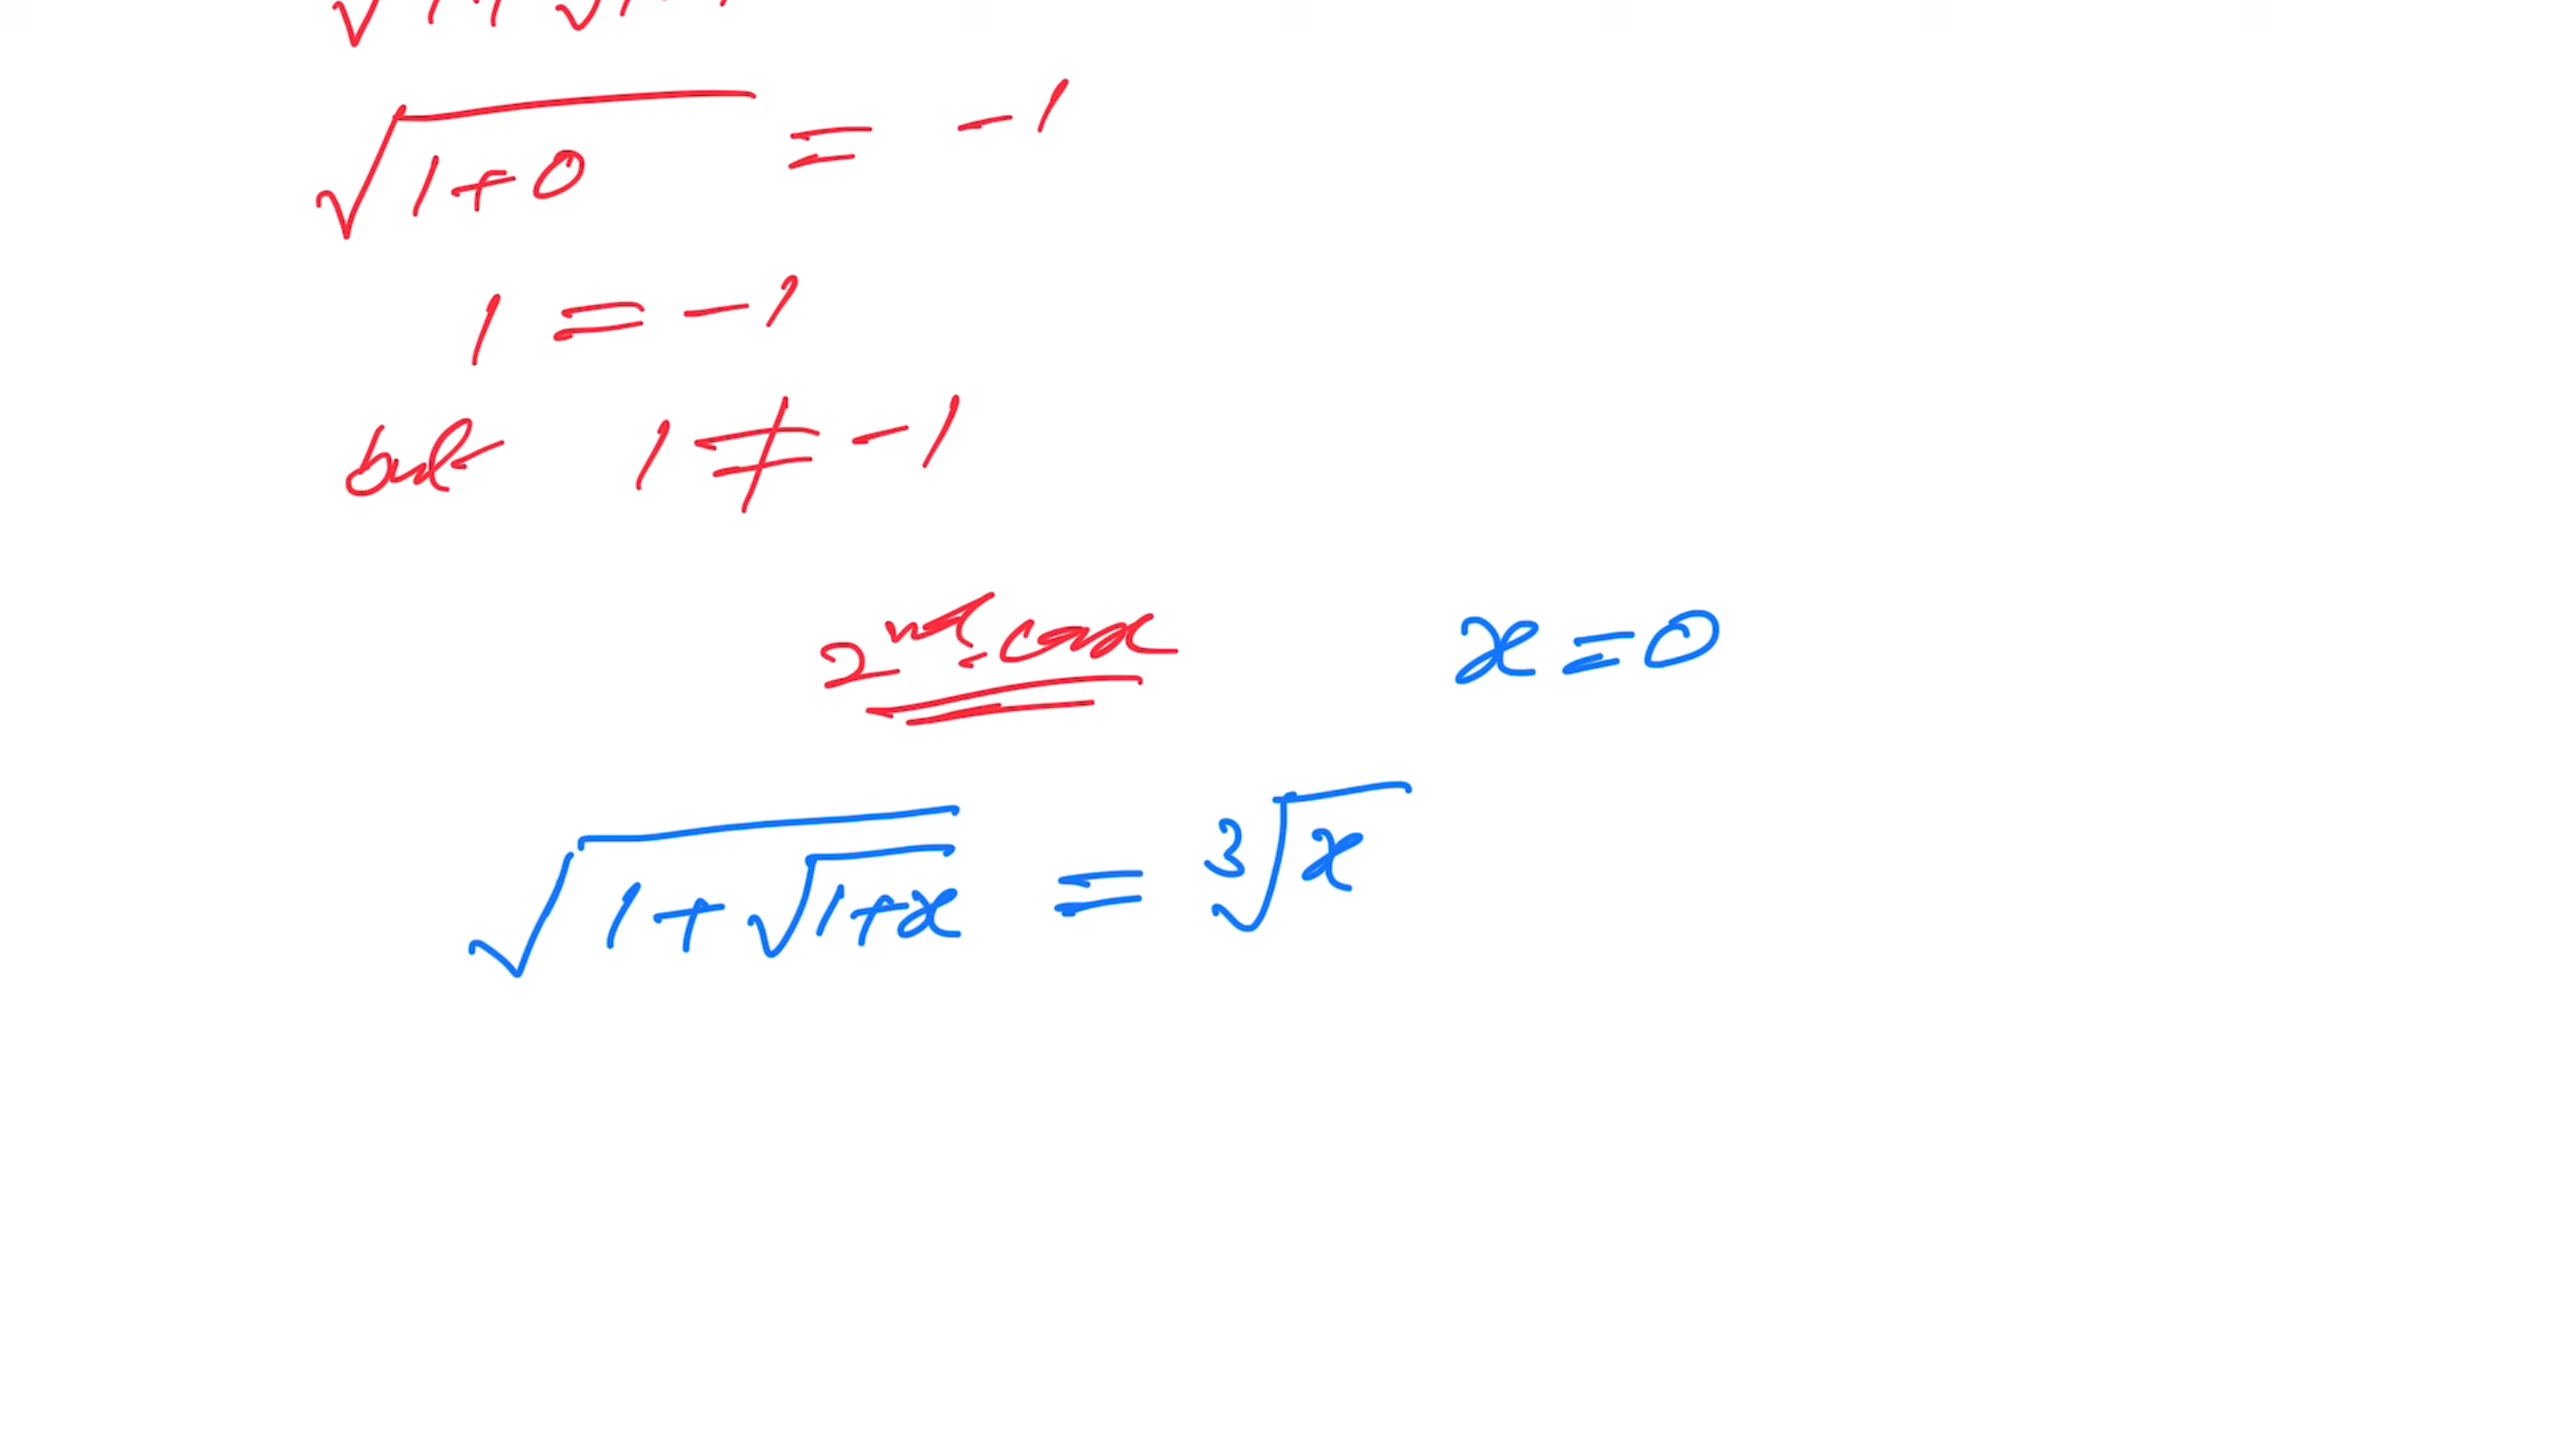 √(1+0) = -1
1 = -1
but 1 ≠ -1
2nd case x = 0
√(1+√(1+x)) = ∛x